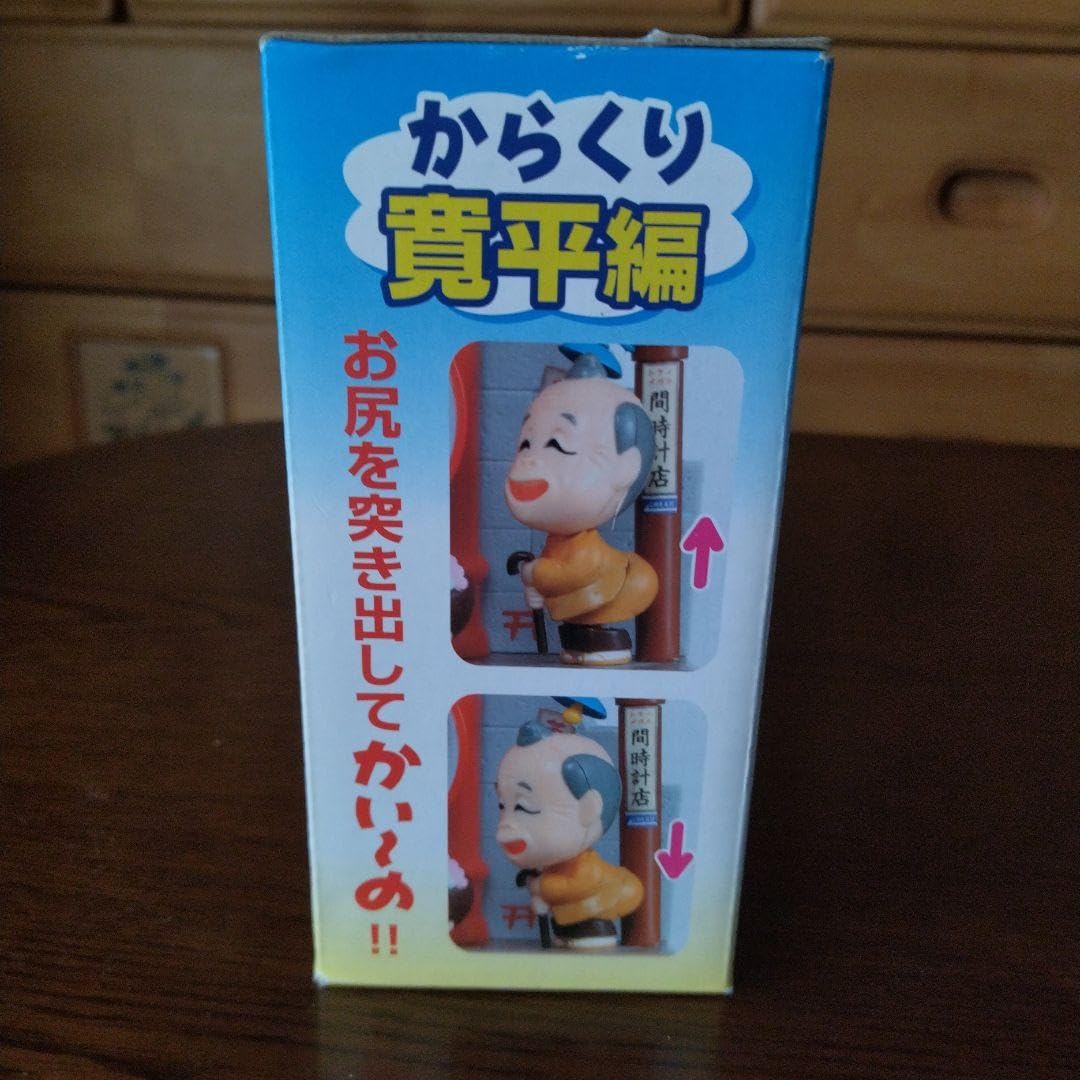 からくり
寛平編
お尻を突き出してかい〜の!!
間時計店
間時計店